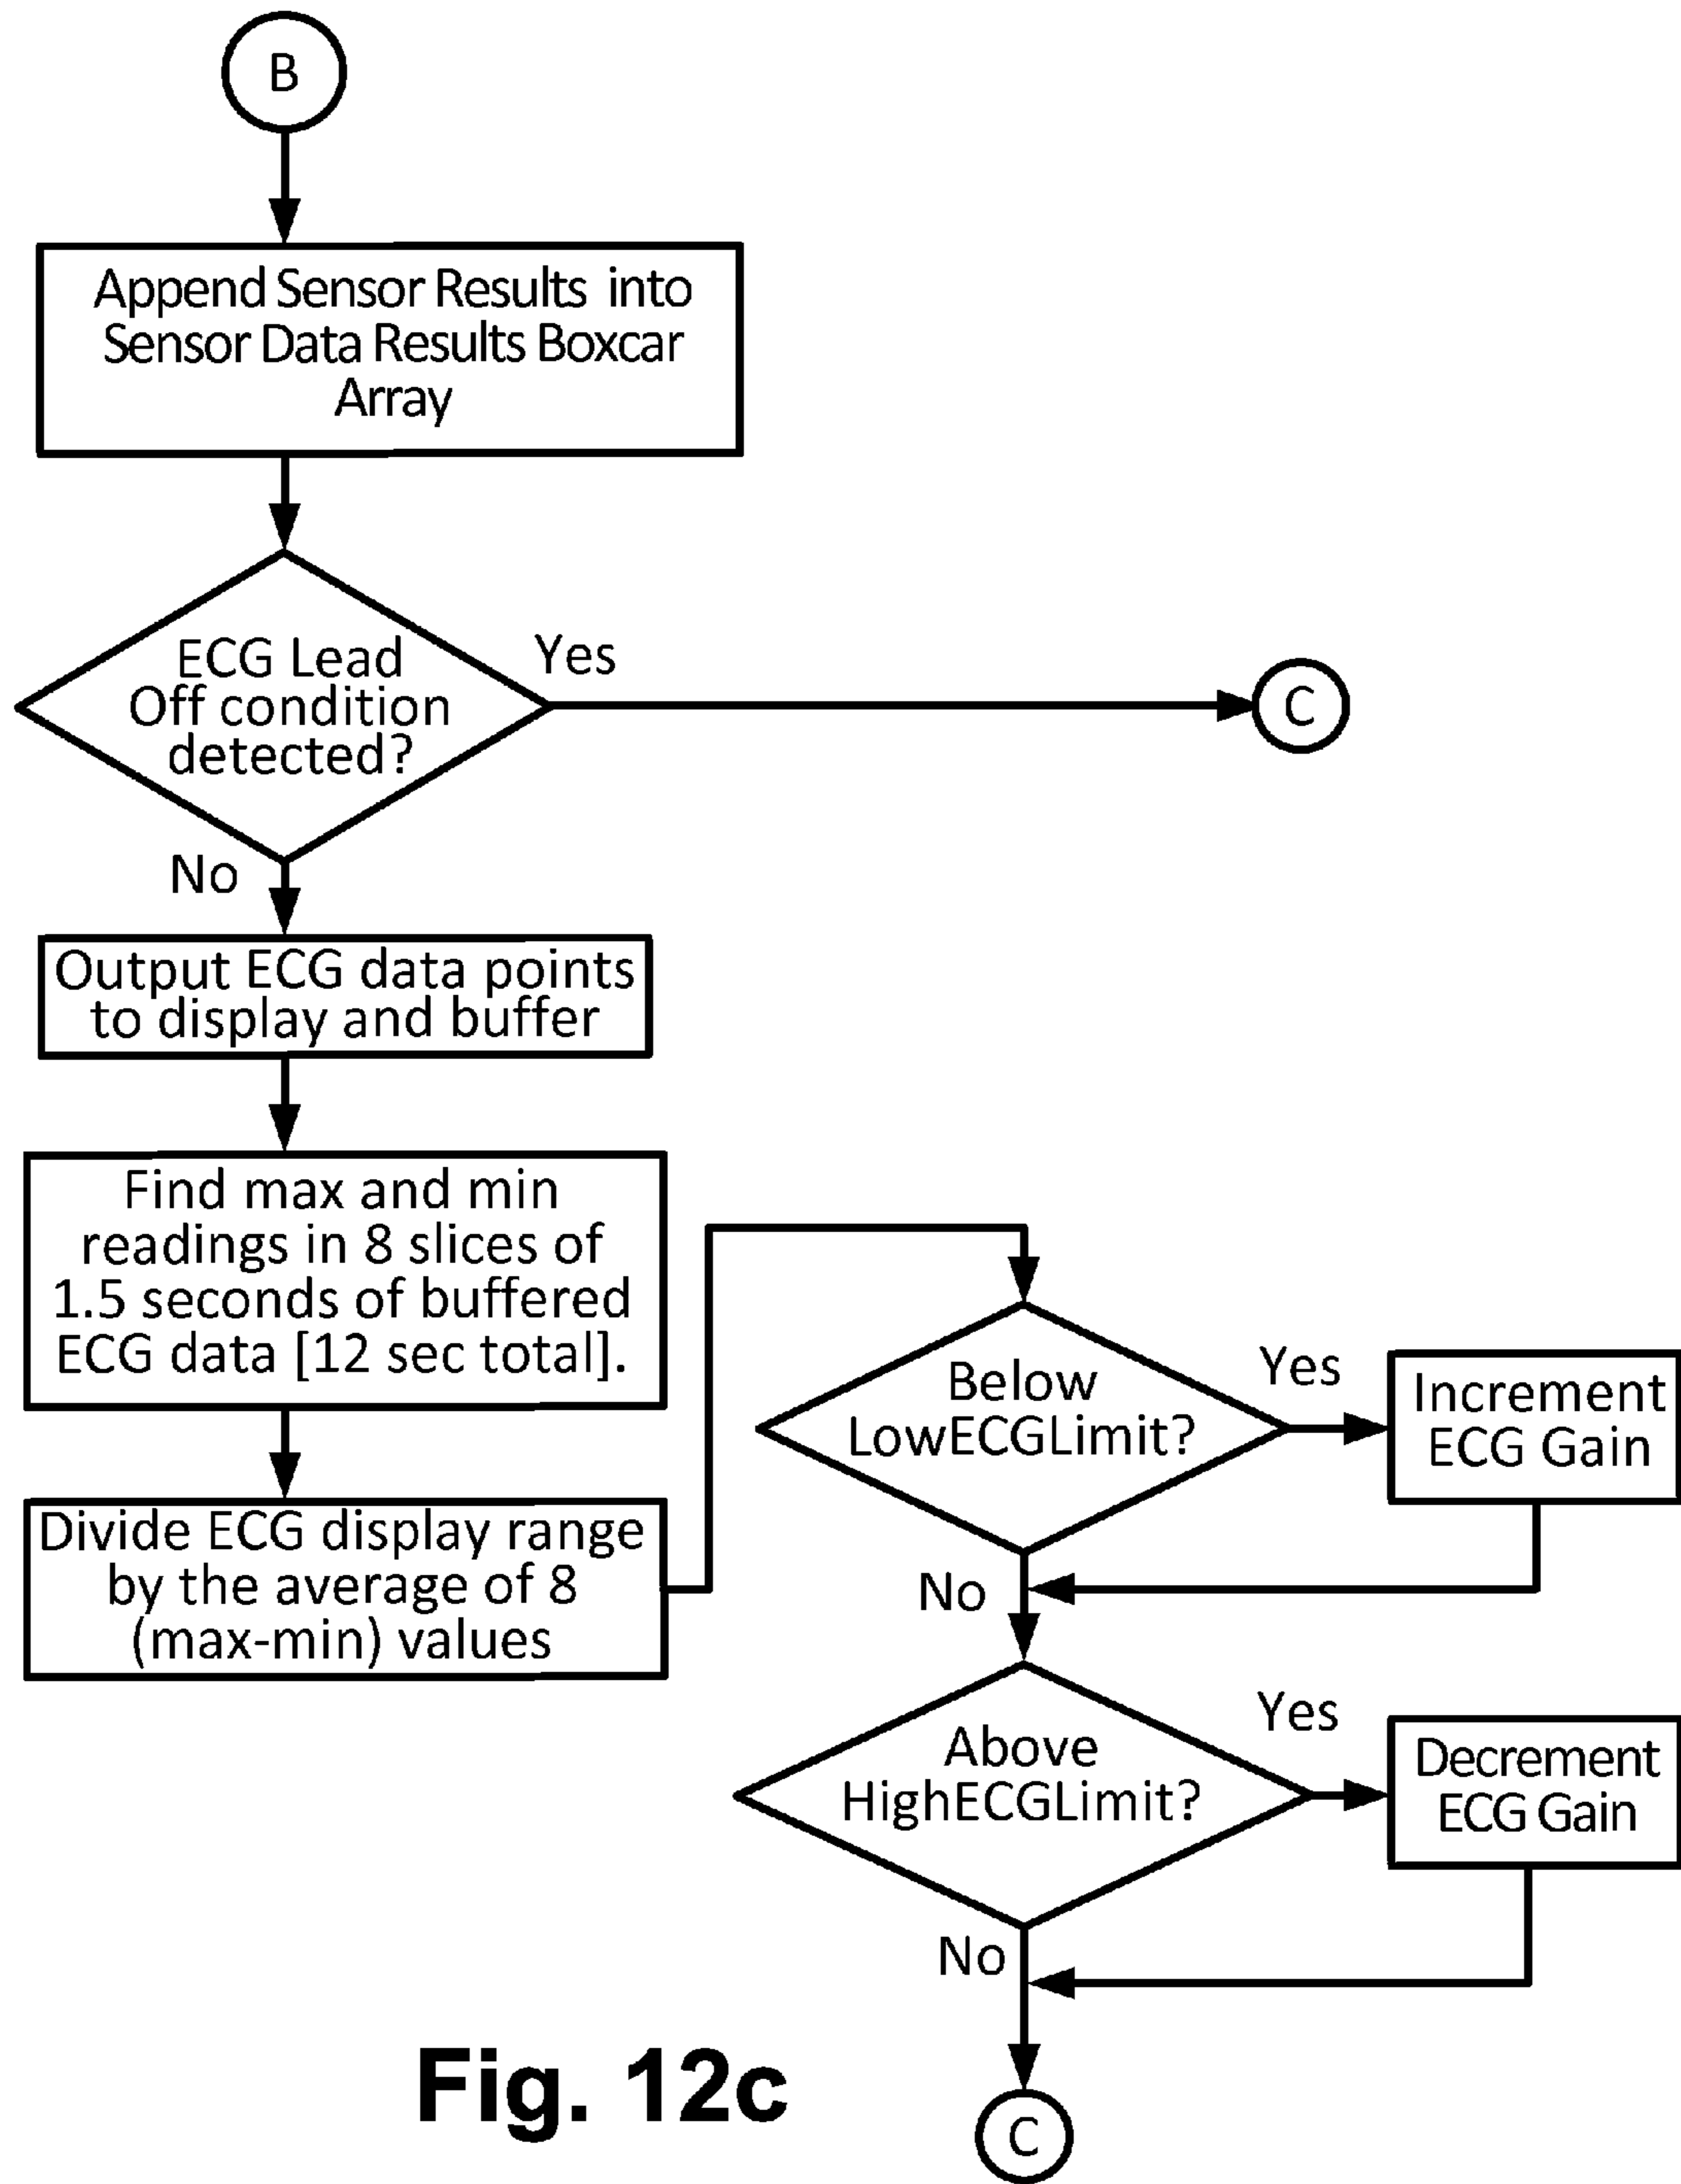 B
Append Sensor Results into
Sensor Data Results Boxcar
Array
ECG Lead
Off condition
detected?
Yes
C
No
Output ECG data points
to display and buffer
Find max and min
readings in 8 slices of
1.5 seconds of buffered
ECG data [12 sec total].
Divide ECG display range
by the average of 8
(max-min) values
Below
LowECGLimit?
Yes
Increment
ECG Gain
No
Above
HighECGLimit?
Yes
Decrement
ECG Gain
No
C
Fig. 12c